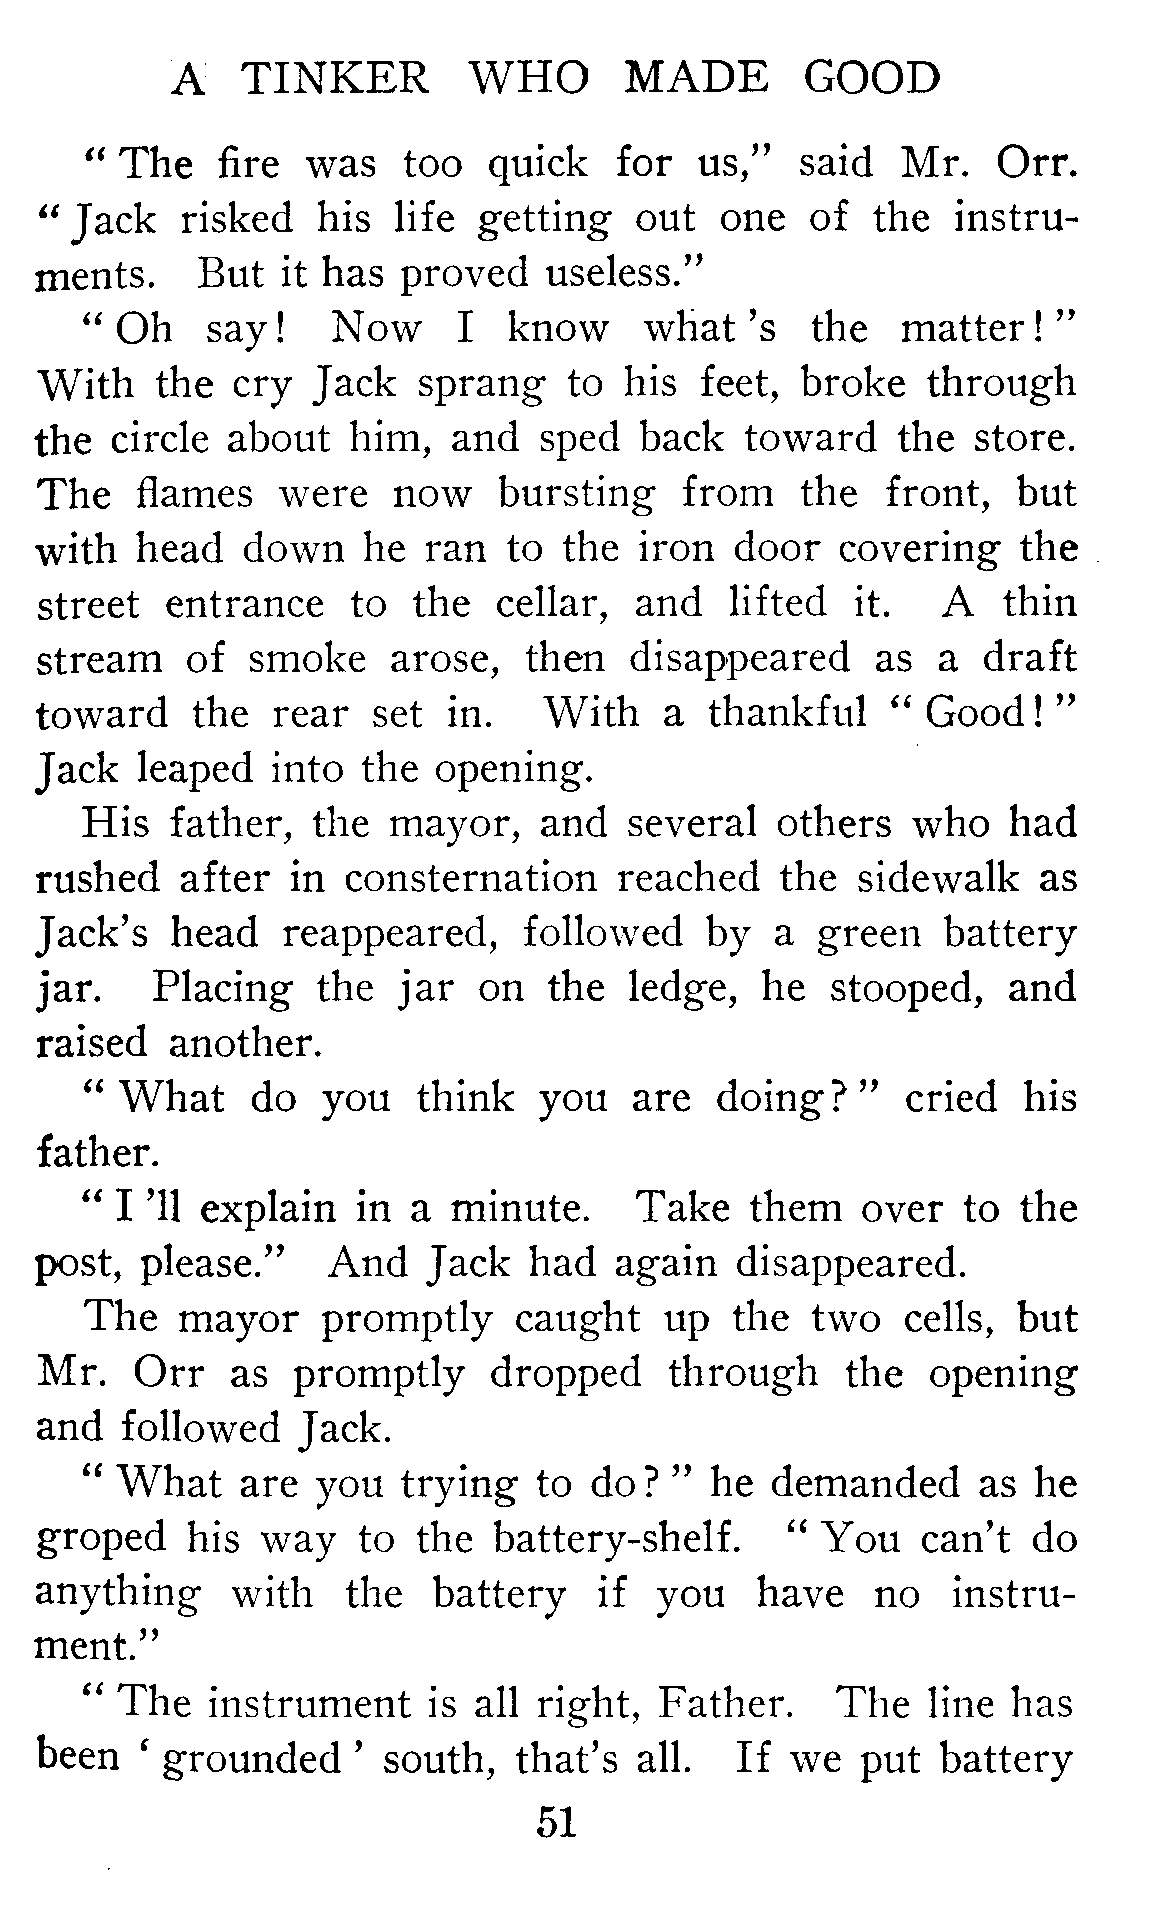 A TINKER WHO MADE GOOD
" The fire was too quick for us," said Mr. Orr.
" Jack risked his life getting out one of the instru-
ments. But it has proved useless."
" Oh say! Now I know what 's the matter! "
With the cry Jack sprang to his feet, broke through
the circle about him, and sped back toward the store.
The flames were now bursting from the front, but
with head down he ran to the iron door covering the
street entrance to the cellar, and lifted it. A thin
stream of smoke arose, then disappeared as a draft
toward the rear set in. With a thankful " Good! "
Jack leaped into the opening.
His father, the mayor, and several others who had
rushed after in consternation reached the sidewalk as
Jack's head reappeared, followed by a green battery
jar. Placing the jar on the ledge, he stooped, and
raised another.
" What do you think you are doing? " cried his
father.
" I 'll explain in a minute. Take them over to the
post, please." And Jack had again disappeared.
The mayor promptly caught up the two cells, but
Mr. Orr as promptly dropped through the opening
and followed Jack.
" What are you trying to do? " he demanded as he
groped his way to the battery-shelf. " You can't do
anything with the battery if you have no instru-
ment."
" The instrument is all right, Father. The line has
been ' grounded ' south, that's all. If we put battery
51